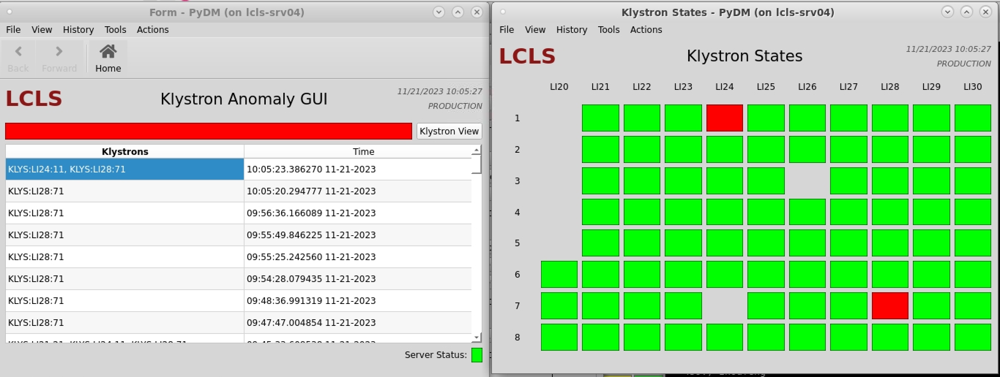 Form - PyDM (on lcls-srv04)
File View History Tools Actions
Back Forward Home
LCLS
Klystron Anomaly GUI
11/21/2023 10:05:27
PRODUCTION
Klystron View
Klystrons Time
KLYS:LI24:11, KLYS:LI28:71 10:05:23.386270 11-21-2023
KLYS:LI28:71 10:05:20.294777 11-21-2023
KLYS:LI28:71 09:56:36.166089 11-21-2023
KLYS:LI28:71 09:55:49.846225 11-21-2023
KLYS:LI28:71 09:55:25.242560 11-21-2023
KLYS:LI28:71 09:54:28.079435 11-21-2023
KLYS:LI28:71 09:48:36.991319 11-21-2023
KLYS:LI28:71 09:47:47.004854 11-21-2023
Server Status:
Klystron States - PyDM (on lcls-srv04)
File View History Tools Actions
LCLS
Klystron States
11/21/2023 10:05:27
PRODUCTION
LI20 LI21 LI22 LI23 LI24 LI25 LI26 LI27 LI28 LI29 LI30
1
2
3
4
5
6
7
8